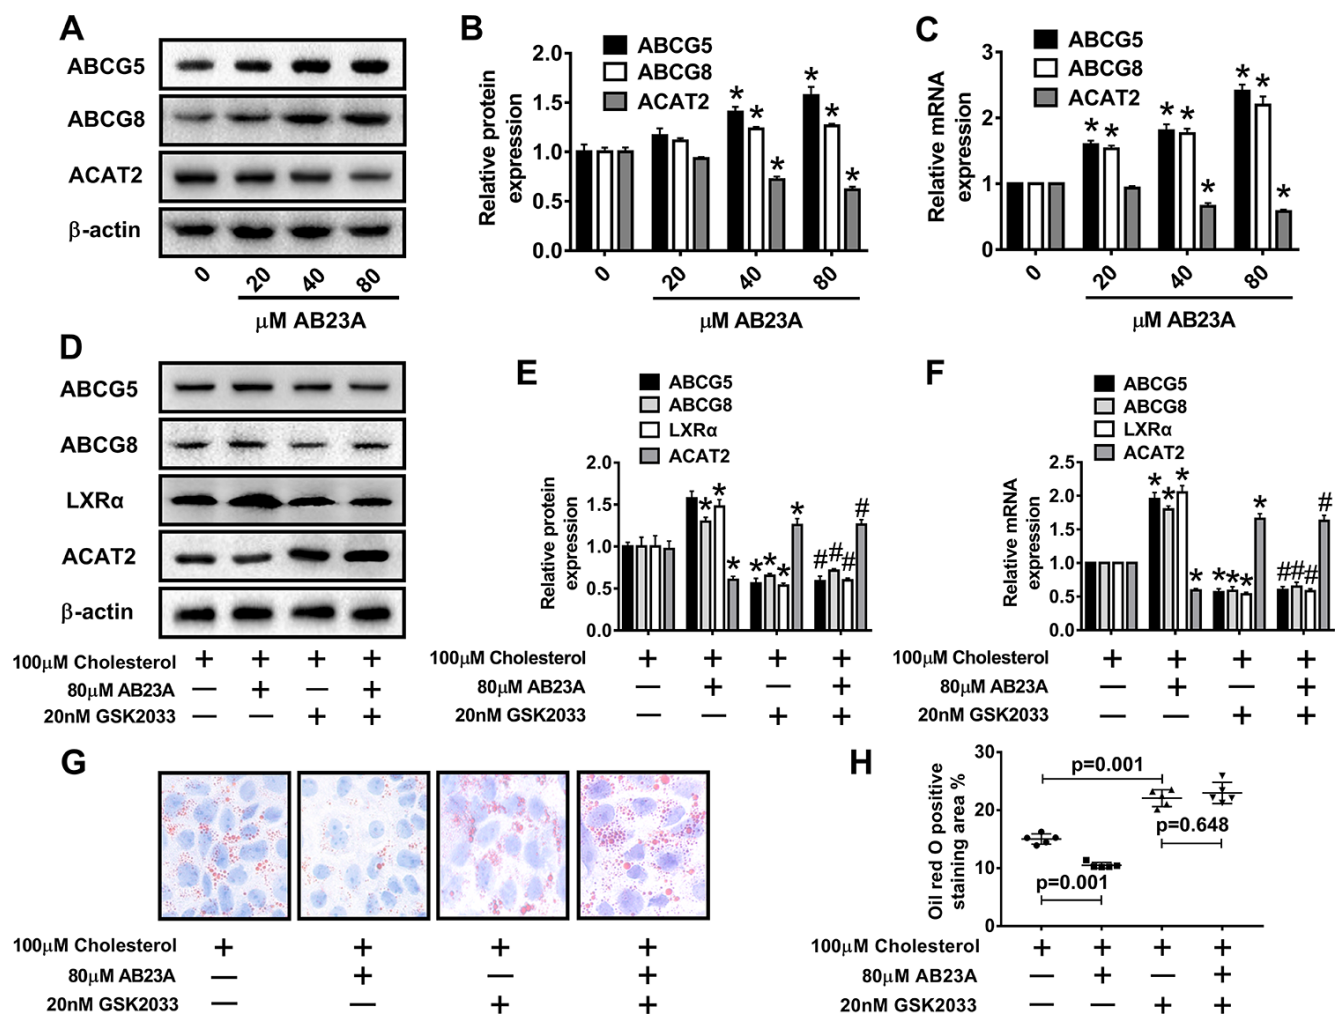 A
ABCG5
ABCG8
ACAT2
β-actin
0 20 40 80
μM AB23A
B
ABCG5
ABCG8
ACAT2
Relative protein
expression
2.0
1.5
1.0
0.5
0.0
* * * * * *
0 20 40 80
μM AB23A
C
ABCG5
ABCG8
ACAT2
Relative mRNA
expression
3
2
1
0
* * * * * * * *
0 20 40 80
μM AB23A
D
ABCG5
ABCG8
LXRα
ACAT2
β-actin
100μM Cholesterol + + + +
80μM AB23A — + — +
20nM GSK2033 — — + +
E
ABCG5
ABCG8
LXRα
ACAT2
Relative protein
expression
2.0
1.5
1.0
0.5
0.0
* * * * * * * # # # #
100μM Cholesterol + + + +
80μM AB23A — + — +
20nM GSK2033 — — + +
F
ABCG5
ABCG8
LXRα
ACAT2
Relative mRNA
expression
2.5
2.0
1.5
1.0
0.5
0.0
* * * * * * * * # # # #
100μM Cholesterol + + + +
80μM AB23A — + — +
20nM GSK2033 — — + +
G
100μM Cholesterol + + + +
80μM AB23A — + — +
20nM GSK2033 — — + +
H
Oil red O positive
staining area %
30
20
10
0
p=0.001
p=0.648
p=0.001
100μM Cholesterol + + + +
80μM AB23A — + — +
20nM GSK2033 — — + +